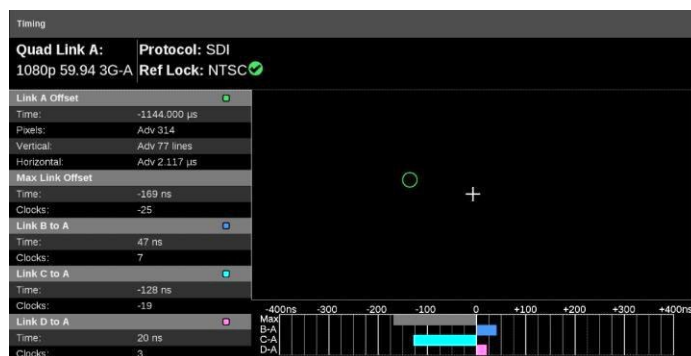 Timing
Quad Link A: Protocol: SDI
1080p 59.94 3G-A Ref Lock: NTSC
Link A Offset
Time: -1144.000 µs
Pixels: Adv 314
Vertical: Adv 77 lines
Horizontal: Adv 2.117 µs
Max Link Offset
Time: -169 ns
Clocks: -25
Link B to A
Time: 47 ns
Clocks: 7
Link C to A
Time: -128 ns
Clocks: -19
Link D to A
Time: 20 ns
Clocks: 3
-400ns -300 -200 -100 0 +100 +200 +300 +400ns
Max
B-A
C-A
D-A